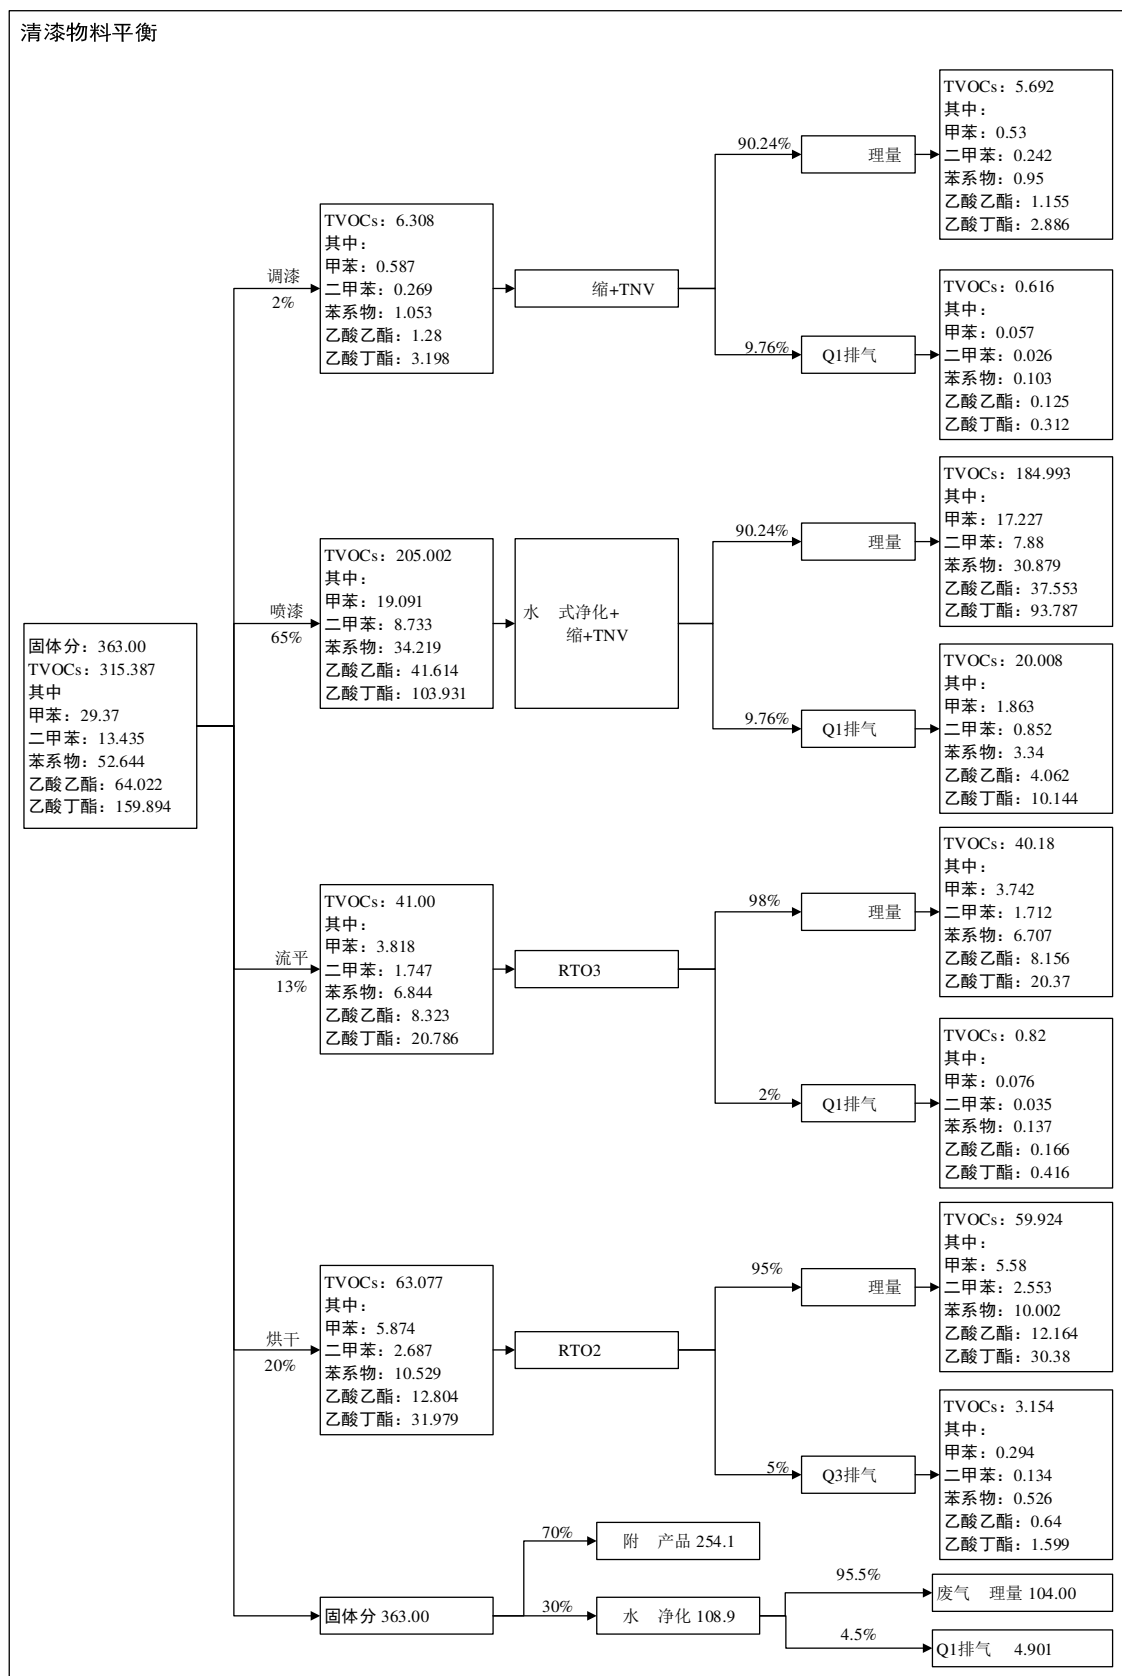 清漆物料平衡
固体分：363.00
TVOCs：315.387
其中
甲苯：29.37
二甲苯：13.435
苯系物：52.644
乙酸乙酯：64.022
乙酸丁酯：159.894
调漆
2%
TVOCs：6.308
其中：
甲苯：0.587
二甲苯：0.269
苯系物：1.053
乙酸乙酯：1.28
乙酸丁酯：3.198
缩+TNV
90.24%
理量
TVOCs：5.692
其中：
甲苯：0.53
二甲苯：0.242
苯系物：0.95
乙酸乙酯：1.155
乙酸丁酯：2.886
9.76%
Q1排气
TVOCs：0.616
其中：
甲苯：0.057
二甲苯：0.026
苯系物：0.103
乙酸乙酯：0.125
乙酸丁酯：0.312
喷漆
65%
TVOCs：205.002
其中：
甲苯：19.091
二甲苯：8.733
苯系物：34.219
乙酸乙酯：41.614
乙酸丁酯：103.931
水 式净化+
缩+TNV
90.24%
理量
TVOCs：184.993
其中：
甲苯：17.227
二甲苯：7.88
苯系物：30.879
乙酸乙酯：37.553
乙酸丁酯：93.787
9.76%
Q1排气
TVOCs：20.008
其中：
甲苯：1.863
二甲苯：0.852
苯系物：3.34
乙酸乙酯：4.062
乙酸丁酯：10.144
流平
13%
TVOCs：41.00
其中：
甲苯：3.818
二甲苯：1.747
苯系物：6.844
乙酸乙酯：8.323
乙酸丁酯：20.786
RTO3
98%
理量
TVOCs：40.18
其中：
甲苯：3.742
二甲苯：1.712
苯系物：6.707
乙酸乙酯：8.156
乙酸丁酯：20.37
2%
Q1排气
TVOCs：0.82
其中：
甲苯：0.076
二甲苯：0.035
苯系物：0.137
乙酸乙酯：0.166
乙酸丁酯：0.416
烘干
20%
TVOCs：63.077
其中：
甲苯：5.874
二甲苯：2.687
苯系物：10.529
乙酸乙酯：12.804
乙酸丁酯：31.979
RTO2
95%
理量
TVOCs：59.924
其中：
甲苯：5.58
二甲苯：2.553
苯系物：10.002
乙酸乙酯：12.164
乙酸丁酯：30.38
5%
Q3排气
TVOCs：3.154
其中：
甲苯：0.294
二甲苯：0.134
苯系物：0.526
乙酸乙酯：0.64
乙酸丁酯：1.599
固体分 363.00
70%
附 产品 254.1
30%
水 净化 108.9
95.5%
废气 理量 104.00
4.5%
Q1排气 4.901